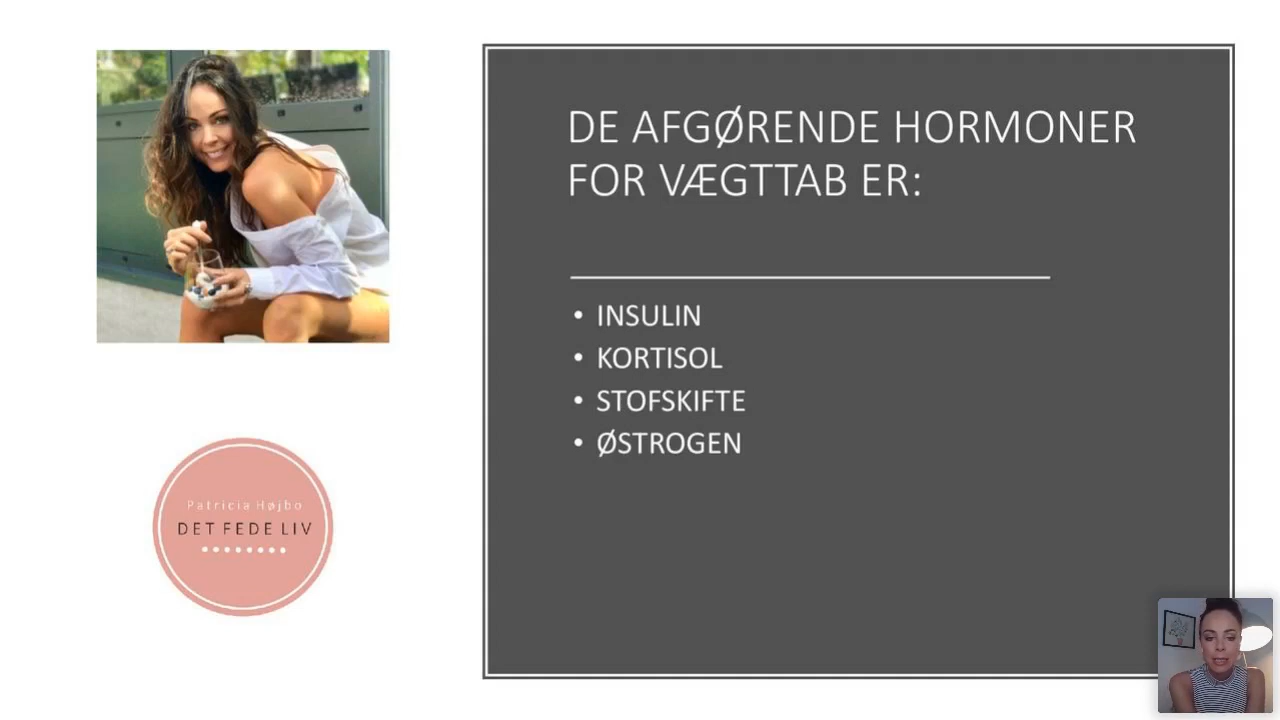 DE AFGØRENDE HORMONER
FOR VÆGTTAB ER:
• INSULIN
• KORTISOL
• STOFSKIFTE
• ØSTROGEN
Patricia Højbo
DET FEDE LIV